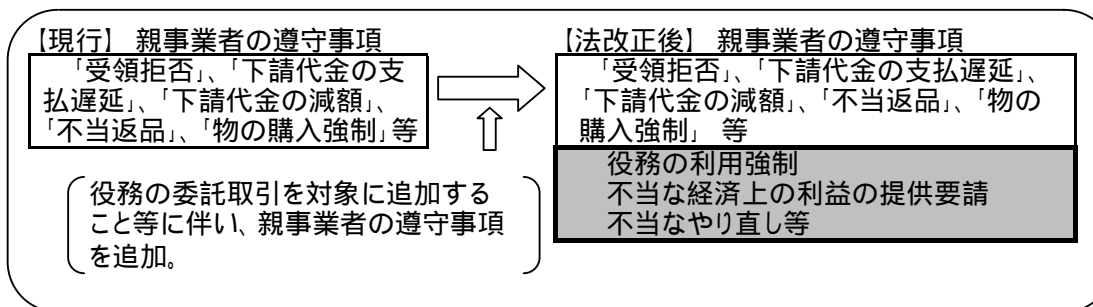 【現行】 親事業者の遵守事項
「受領拒否」、「下請代金の支
払遅延」、「下請代金の減額」、
「不当返品」、「物の購入強制」等
役務の委託取引を対象に追加する
こと等に伴い、親事業者の遵守事項
を追加。
【法改正後】 親事業者の遵守事項
「受領拒否」、「下請代金の支払遅延」、
「下請代金の減額」、「不当返品」、「物の
購入強制」 等
役務の利用強制
不当な経済上の利益の提供要請
不当なやり直し等